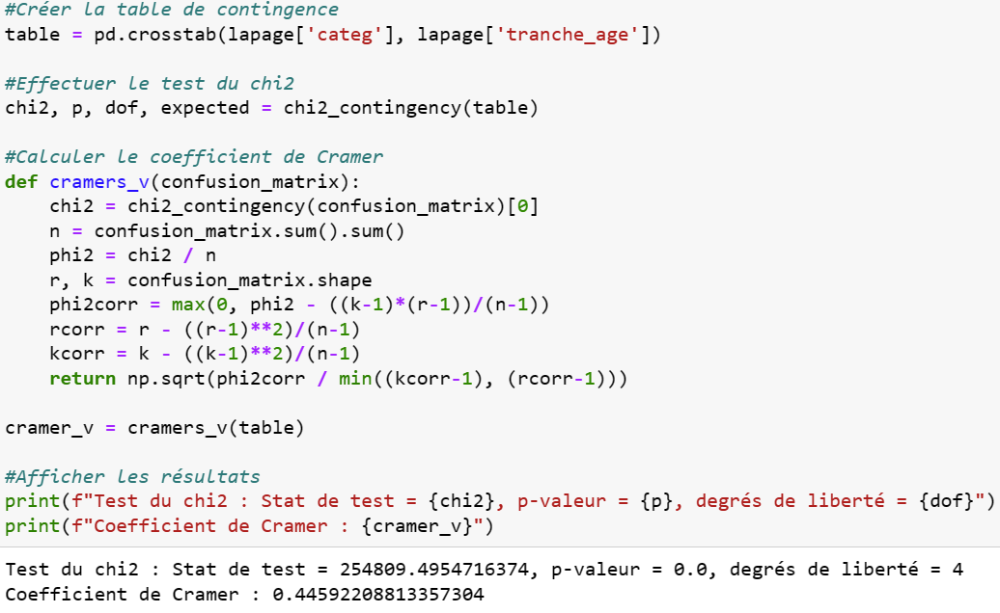 #Créer la table de contingence
table = pd.crosstab(lapage['categ'], lapage['tranche_age'])
#Effectuer le test du chi2
chi2, p, dof, expected = chi2_contingency(table)
#Calculer le coefficient de Cramer
def cramers_v(confusion_matrix):
    chi2 = chi2_contingency(confusion_matrix)[0]
    n = confusion_matrix.sum().sum()
    phi2 = chi2 / n
    r, k = confusion_matrix.shape
    phi2corr = max(0, phi2 - ((k-1)*(r-1))/(n-1))
    rcorr = r - ((r-1)**2)/(n-1)
    kcorr = k - ((k-1)**2)/(n-1)
    return np.sqrt(phi2corr / min((kcorr-1), (rcorr-1)))
cramer_v = cramers_v(table)
#Afficher les résultats
print(f"Test du chi2 : Stat de test = {chi2}, p-valeur = {p}, degrés de liberté = {dof}")
print(f"Coefficient de Cramer : {cramer_v}")
Test du chi2 : Stat de test = 254809.4954716374, p-valeur = 0.0, degrés de liberté = 4
Coefficient de Cramer : 0.44592208813357304